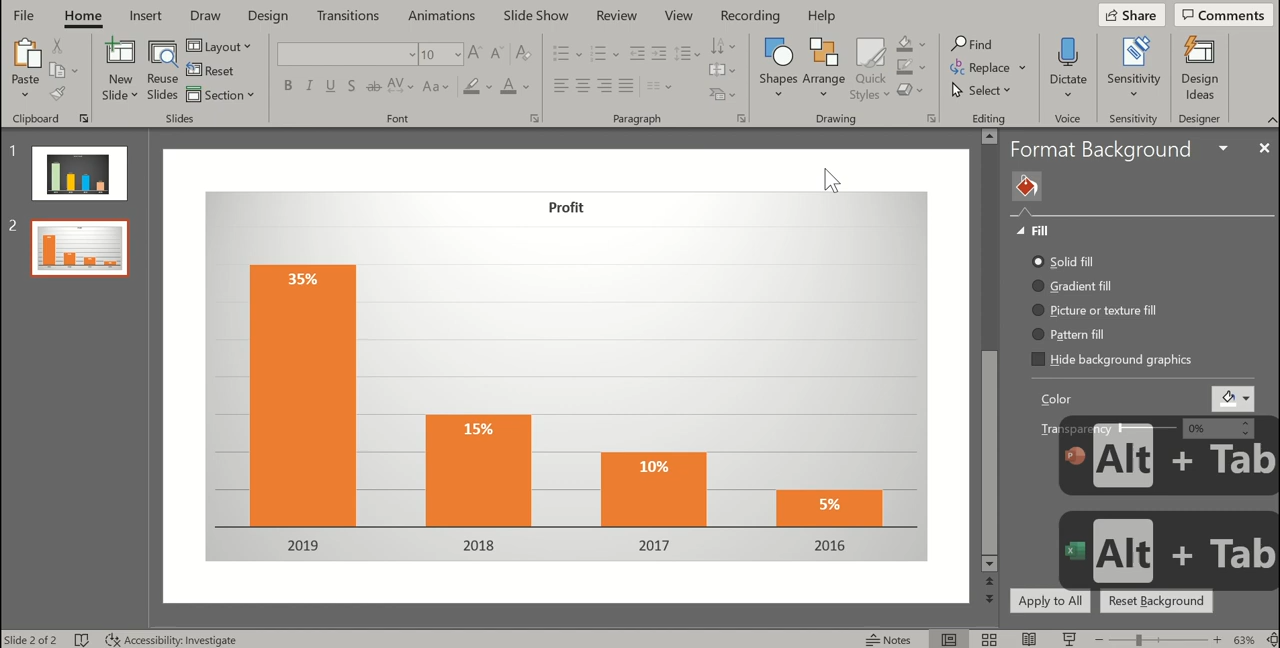 File Home Insert Draw Design Transitions Animations Slide Show Review View Recording Help Share Comments
Paste
New Slide
Reuse Slides
Layout
Reset
Section
10
B I U S ab AV Aa A
Shapes
Arrange
Quick Styles
Find
Replace
Select
Dictate
Sensitivity
Design Ideas
Clipboard Slides Font Paragraph Drawing Editing Voice Sensitivity Designer
1
2
Profit
35%
15%
10%
5%
2019 2018 2017 2016
Format Background
Fill
Solid fill
Gradient fill
Picture or texture fill
Pattern fill
Hide background graphics
Color
Transparency 0%
Alt + Tab
Alt + Tab
Apply to All Reset Background
Slide 2 of 2 Accessibility: Investigate Notes 63%